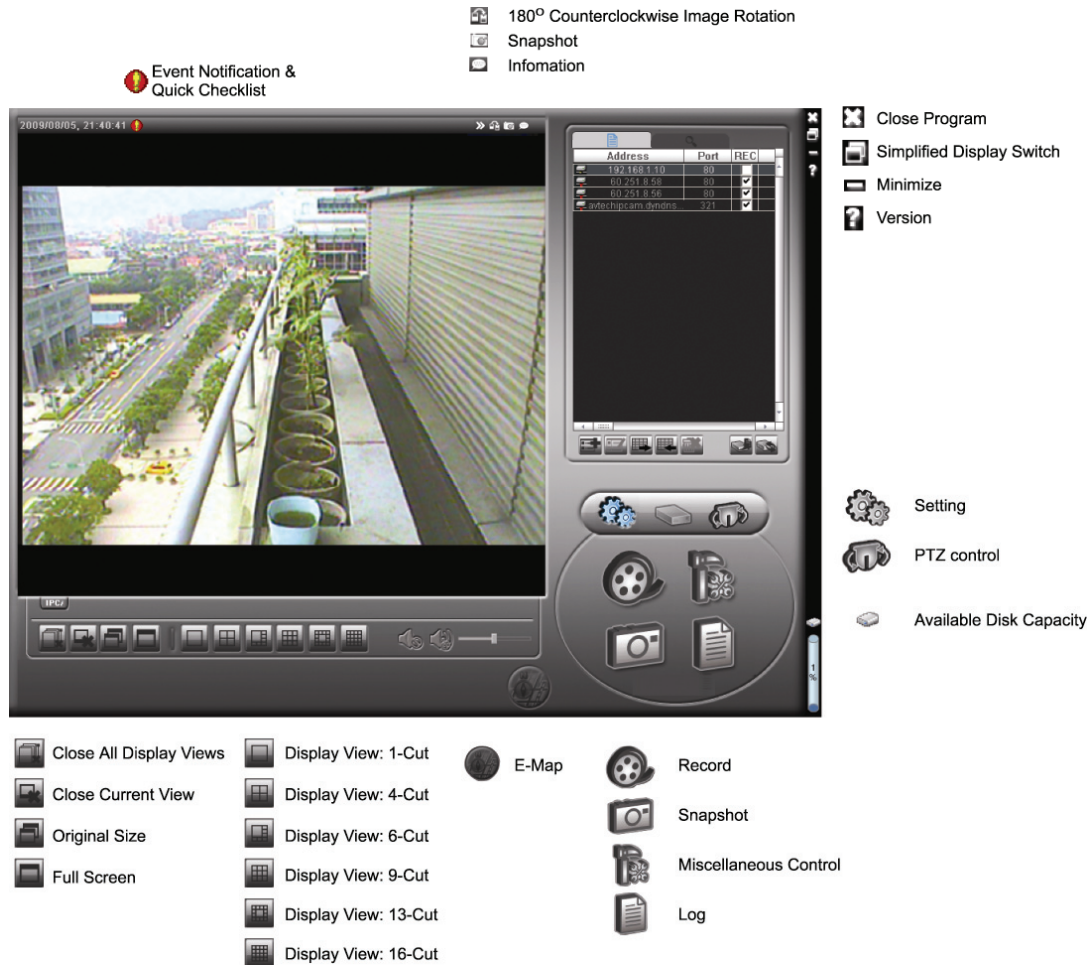 180° Counterclockwise Image Rotation
Snapshot
Infomation
Event Notification &
Quick Checklist
2009/08/05, 21:40:41
Address Port REC
192.168.1.10 80
60.251.8.58 80
60.251.8.56 80
avtechipcam.dyndns... 321
Close Program
Simplified Display Switch
Minimize
? Version
Setting
PTZ control
Available Disk Capacity
1
%
Close All Display Views
Close Current View
Original Size
Full Screen
Display View: 1-Cut
Display View: 4-Cut
Display View: 6-Cut
Display View: 9-Cut
Display View: 13-Cut
Display View: 16-Cut
E-Map
Record
Snapshot
Miscellaneous Control
Log